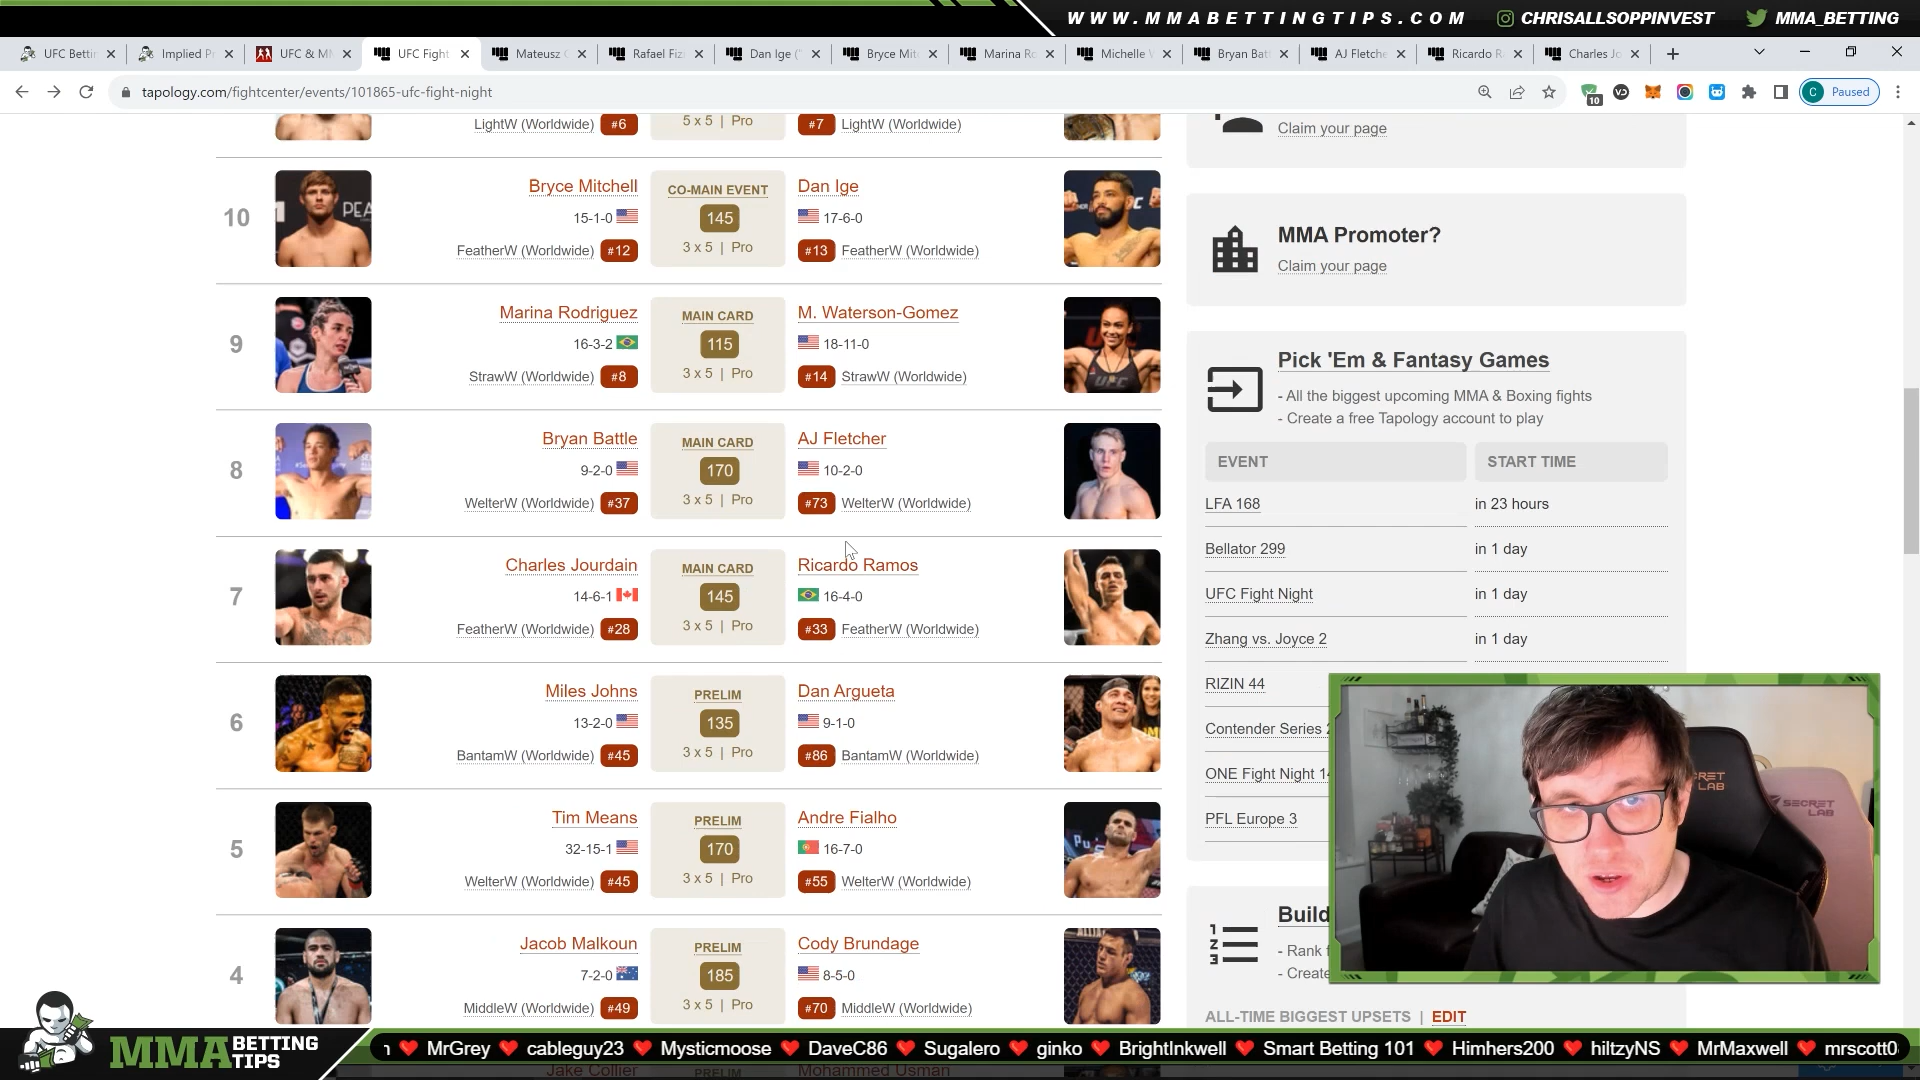 WWW.MMABETTINGTIPS.COM
CHRISALLSOPPINVEST
MMA_BETTING
UFC Bettin
Implied P
UFC & M
UFC Fight
Mateusz
Rafael Fiz
Dan Ige ("
Bryce Mit
Marina Ro
Michelle
Bryan Bat
AJ Fletche
Ricardo R
Charles Jo
tapology.com/fightcenter/events/101865-ufc-fight-night
10
Paused
LightW (Worldwide) #6
5 x 5 | Pro
#7 LightW (Worldwide)
10
Bryce Mitchell
15-1-0
FeatherW (Worldwide) #12
CO-MAIN EVENT
145
3 x 5 | Pro
Dan Ige
17-6-0
#13 FeatherW (Worldwide)
9
Marina Rodriguez
16-3-2
StrawW (Worldwide) #8
MAIN CARD
115
3 x 5 | Pro
M. Waterson-Gomez
18-11-0
#14 StrawW (Worldwide)
8
Bryan Battle
9-2-0
WelterW (Worldwide) #37
MAIN CARD
170
3 x 5 | Pro
AJ Fletcher
10-2-0
#73 WelterW (Worldwide)
7
Charles Jourdain
14-6-1
FeatherW (Worldwide) #28
MAIN CARD
145
3 x 5 | Pro
Ricardo Ramos
16-4-0
#33 FeatherW (Worldwide)
6
Miles Johns
13-2-0
BantamW (Worldwide) #45
PRELIM
135
3 x 5 | Pro
Dan Argueta
9-1-0
#86 BantamW (Worldwide)
5
Tim Means
32-15-1
WelterW (Worldwide) #45
PRELIM
170
3 x 5 | Pro
Andre Fialho
16-7-0
#55 WelterW (Worldwide)
4
Jacob Malkoun
7-2-0
MiddleW (Worldwide) #49
PRELIM
185
3 x 5 | Pro
Cody Brundage
8-5-0
#70 MiddleW (Worldwide)
Jake Collier
PRELIM
Mohammed Usman
Claim your page
MMA Promoter?
Claim your page
Pick 'Em & Fantasy Games
- All the biggest upcoming MMA & Boxing fights
- Create a free Tapology account to play
EVENT START TIME
LFA 168 in 23 hours
Bellator 299 in 1 day
UFC Fight Night in 1 day
Zhang vs. Joyce 2 in 1 day
RIZIN 44
Contender Series
ONE Fight Night 1
PFL Europe 3
Build
- Rank
- Create
ALL-TIME BIGGEST UPSETS | EDIT
SECRET
LAB
MMA BETTING TIPS
MrGrey ❤ cableguy23 ❤ Mysticmoose ❤ DaveC86 ❤ Sugalero ❤ ginko ❤ BrightInkwell ❤ Smart Betting 101 ❤ Himhers200 ❤ hiltzyNS ❤ MrMaxwell ❤ mrscott0